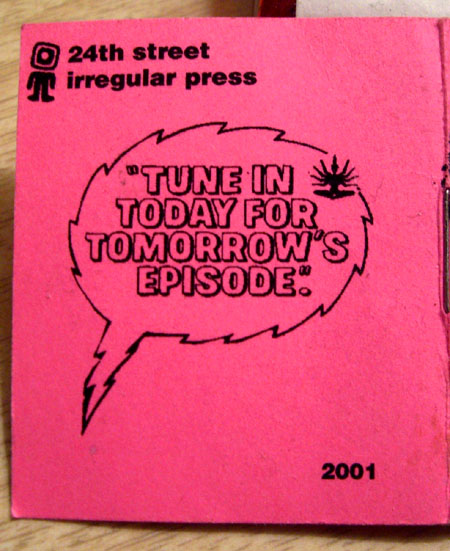 24th street
irregular press
"TUNE IN
TODAY FOR
TOMORROW'S
EPISODE".
2001